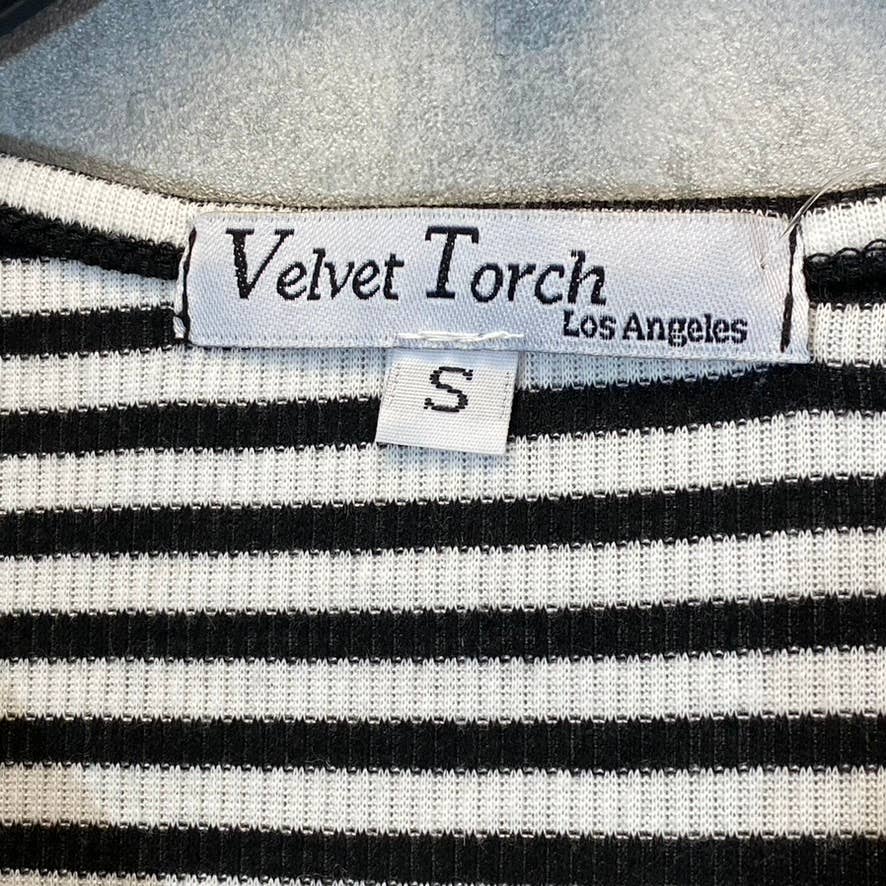 Velvet Torch
Los Angeles
S